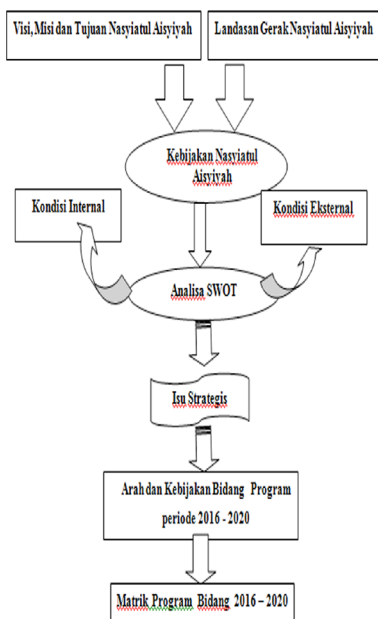 Visi, Misi dan Tujuan Nasyiatul Aisyiyah
Landasan Gerak Nasyiatul Aisyiyah
Kebijakan Nasyiatul
Aisyiyah
Kondisi Internal
Kondisi Eksternal
Analisa SWOT
Isu Strategis
Arah dan Kebijakan Bidang Program
periode 2016 - 2020
Matrik Program Bidang 2016 – 2020